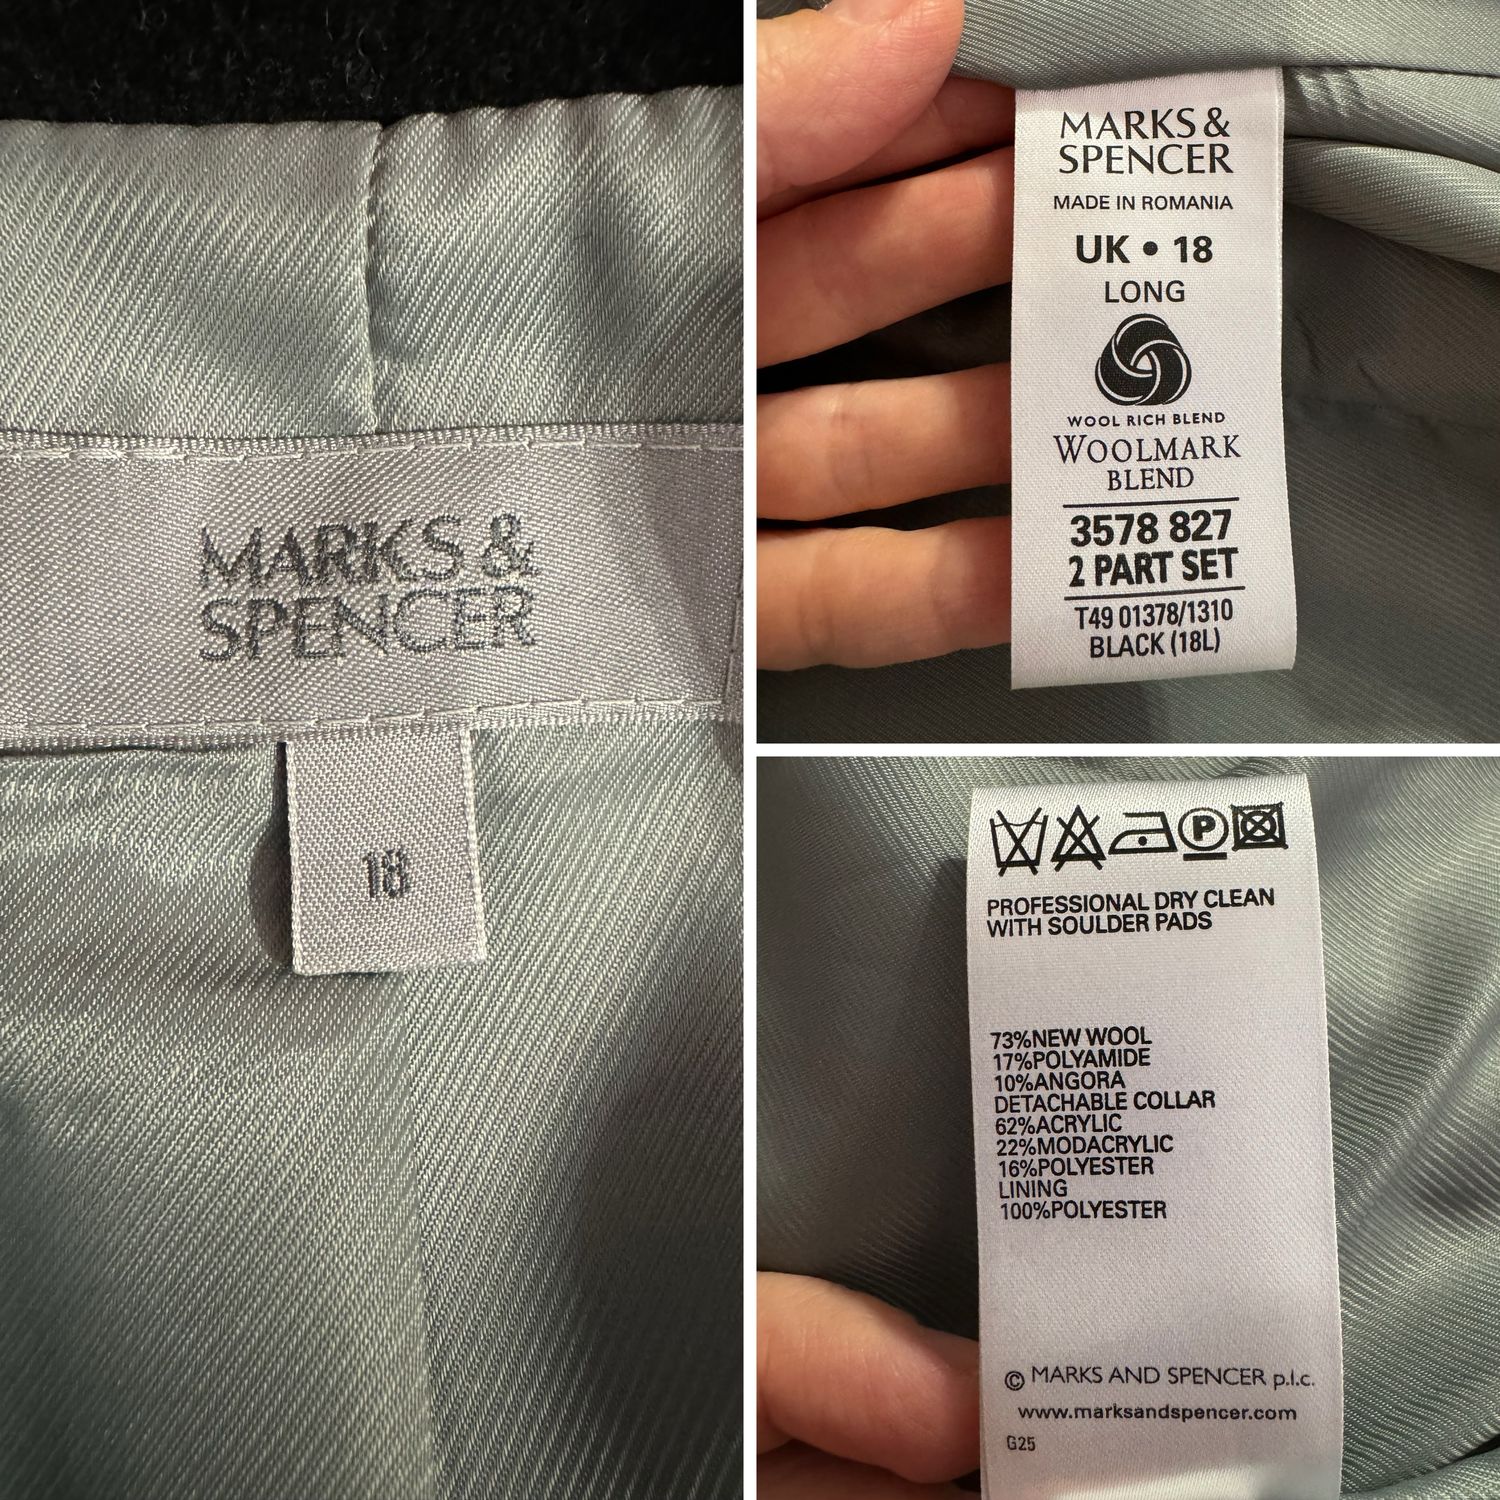 MARKS &
SPENCER
18
MARKS &
SPENCER
MADE IN ROMANIA
UK • 18
LONG
WOOL RICH BLEND
WOOLMARK
BLEND
3578 827
2 PART SET
T49 01378/1310
BLACK (18L)
P
PROFESSIONAL DRY CLEAN
WITH SOULDER PADS
73%NEW WOOL
17%POLYAMIDE
10%ANGORA
DETACHABLE COLLAR
62%ACRYLIC
22%MODACRYLIC
16%POLYESTER
LINING
100%POLYESTER
© MARKS AND SPENCER p.l.c.
www.marksandspencer.com
G25